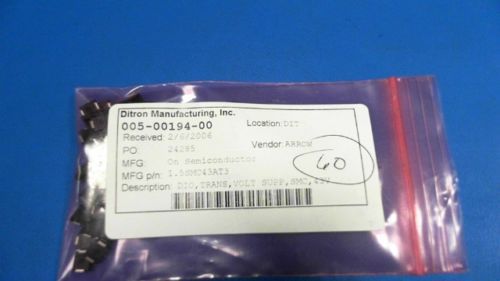 Ditron Manufacturing, Inc.
005-00194-00 Location: DIT
Received: 2/6/2006
PO 24285 Vendor: ARROW
MFG: On Semiconductor
MFG p/n: 1.5SMC43AT3
Description: DIO,TRANS,VOLT SUPP,SMC,43V
60